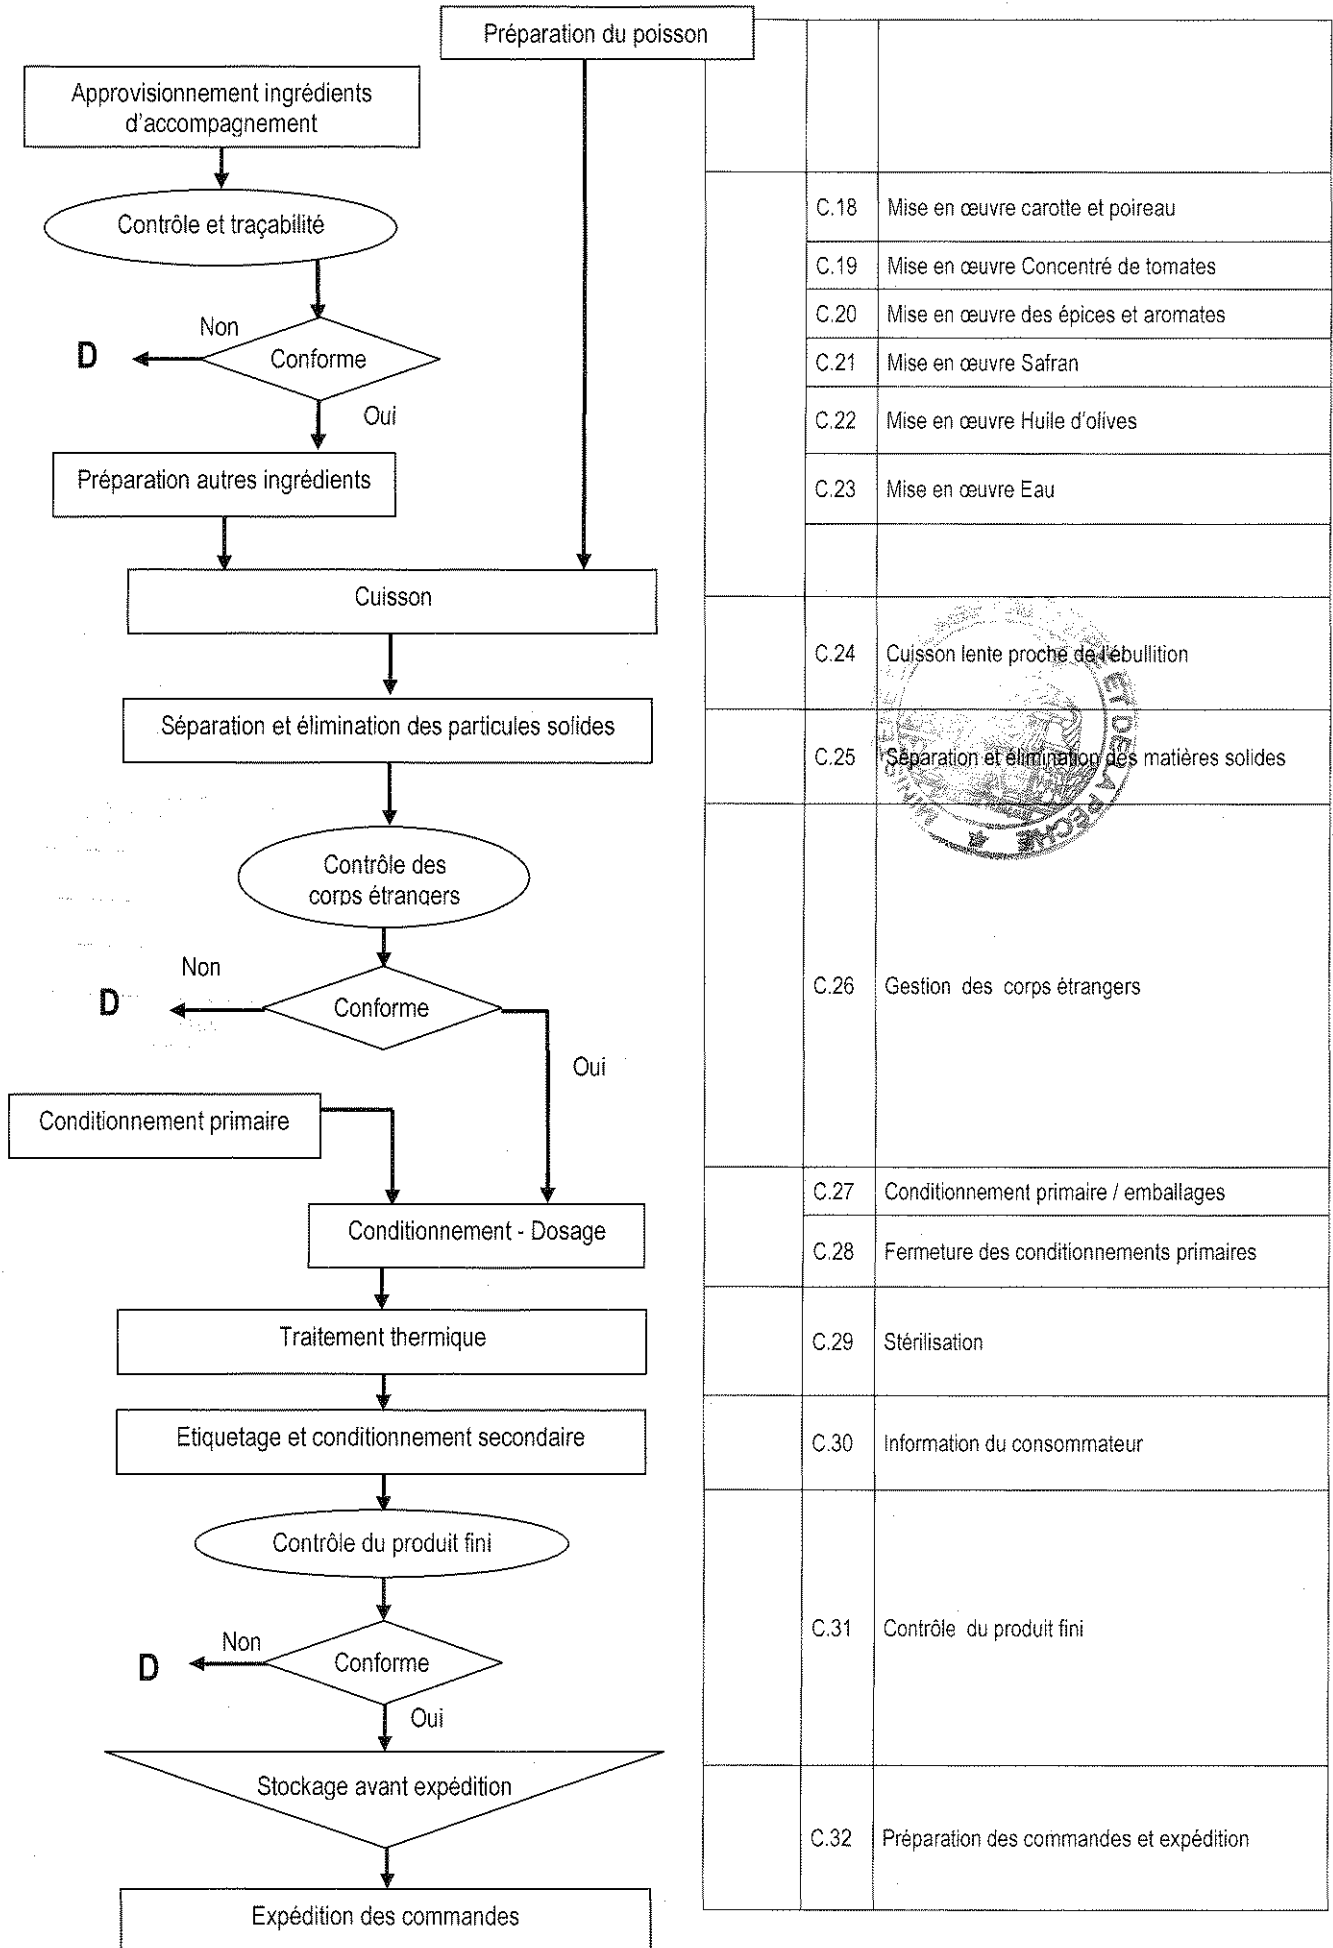 Préparation du poisson
Approvisionnement ingrédients
d'accompagnement
Contrôle et traçabilité
Non
D
Conforme
Oui
Préparation autres ingrédients
Cuisson
Séparation et élimination des particules solides
Contrôle des
corps étrangers
Non
D
Conforme
Oui
Conditionnement primaire
Conditionnement - Dosage
Traitement thermique
Etiquetage et conditionnement secondaire
Contrôle du produit fini
Non
D
Conforme
Oui
Stockage avant expédition
Expédition des commandes
C.18 Mise en œuvre carotte et poireau
C.19 Mise en œuvre Concentré de tomates
C.20 Mise en œuvre des épices et aromates
C.21 Mise en œuvre Safran
C.22 Mise en œuvre Huile d'olives
C.23 Mise en œuvre Eau
C.24 Cuisson lente proche de l'ébullition
C.25 Séparation et élimination des matières solides
ET DE LA PÊCHE
C.26 Gestion des corps étrangers
C.27 Conditionnement primaire / emballages
C.28 Fermeture des conditionnements primaires
C.29 Stérilisation
C.30 Information du consommateur
C.31 Contrôle du produit fini
C.32 Préparation des commandes et expédition